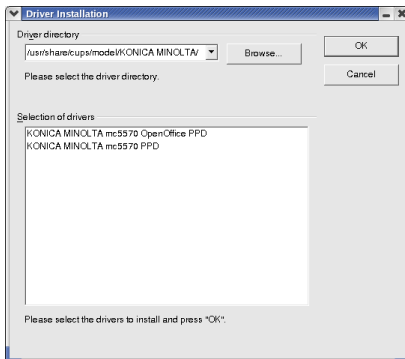 Driver Installation
Driver directory
/usr/share/cups/model/KONICA MINOLTA/
Browse...
OK
Please select the driver directory.
Cancel
Selection of drivers
KONICA MINOLTA mc5570 OpenOffice PPD
KONICA MINOLTA mc5570 PPD
Please select the drivers to install and press "OK".